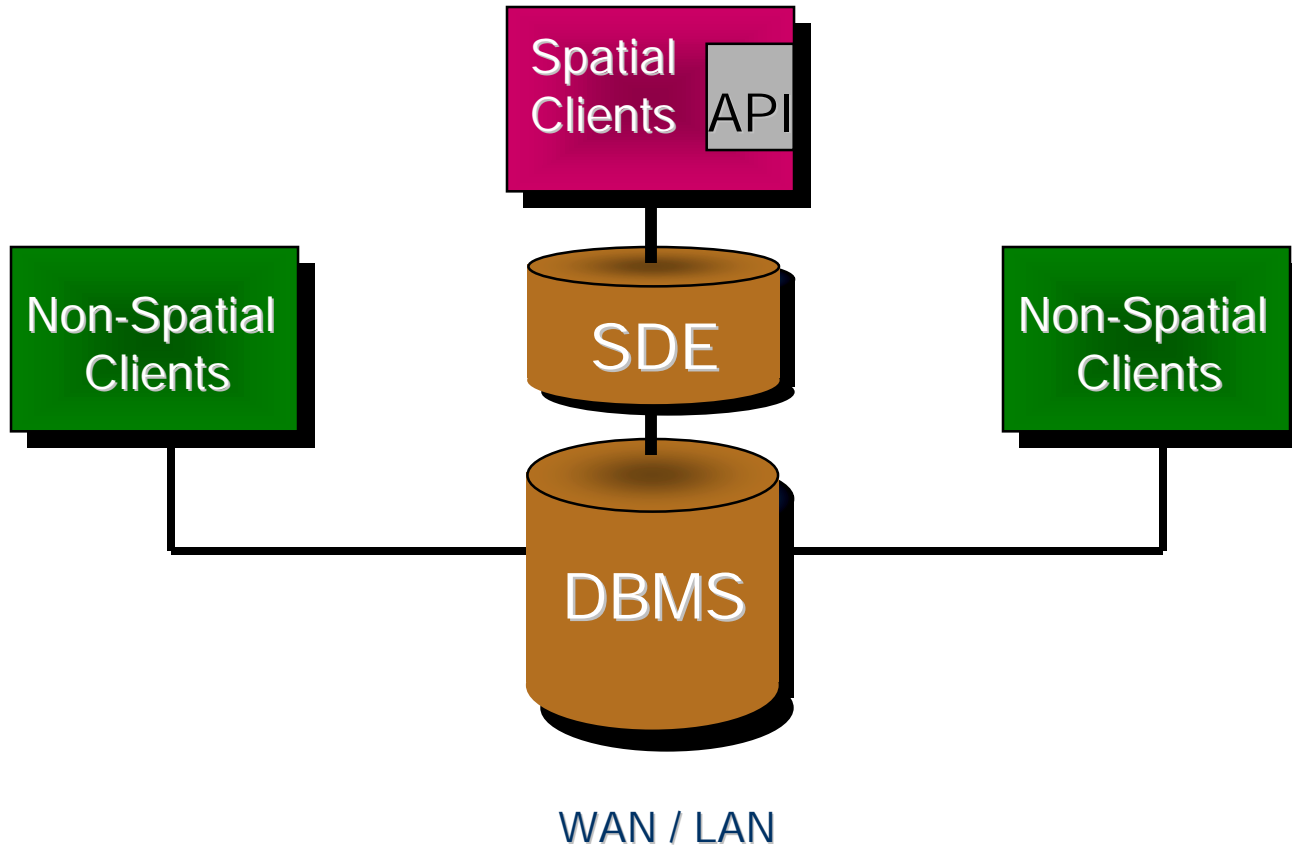 Spatial
Clients
API
Non-Spatial
Clients
SDE
Non-Spatial
Clients
DBMS
WAN / LAN